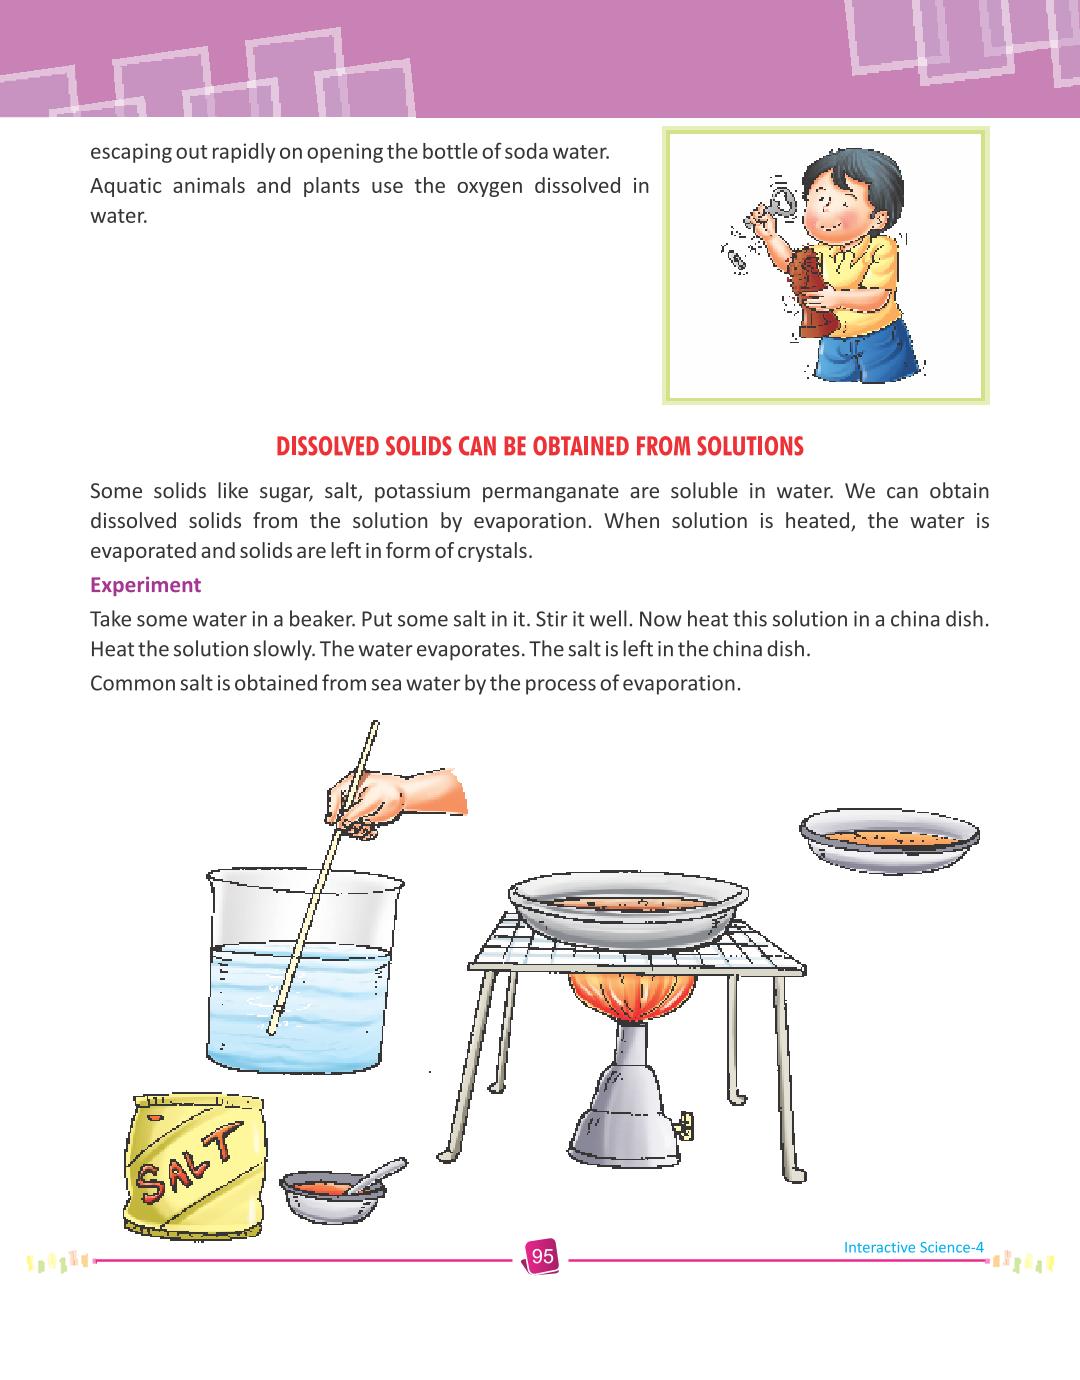 escaping out rapidly on opening the bottle of soda water.
Aquatic animals and plants use the oxygen dissolved in
water.
DISSOLVED SOLIDS CAN BE OBTAINED FROM SOLUTIONS
Some solids like sugar, salt, potassium permanganate are soluble in water. We can obtain
dissolved solids from the solution by evaporation. When solution is heated, the water is
evaporated and solids are left in form of crystals.
Experiment
Take some water in a beaker. Put some salt in it. Stir it well. Now heat this solution in a china dish.
Heat the solution slowly. The water evaporates. The salt is left in the china dish.
Common salt is obtained from sea water by the process of evaporation.
SALT
95
Interactive Science-4